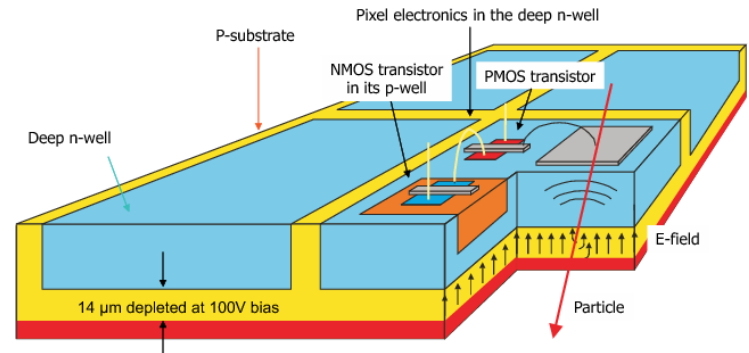 Pixel electronics in the deep n-well
P-substrate
NMOS transistor
in its p-well
PMOS transistor
Deep n-well
E-field
14 µm depleted at 100V bias
Particle